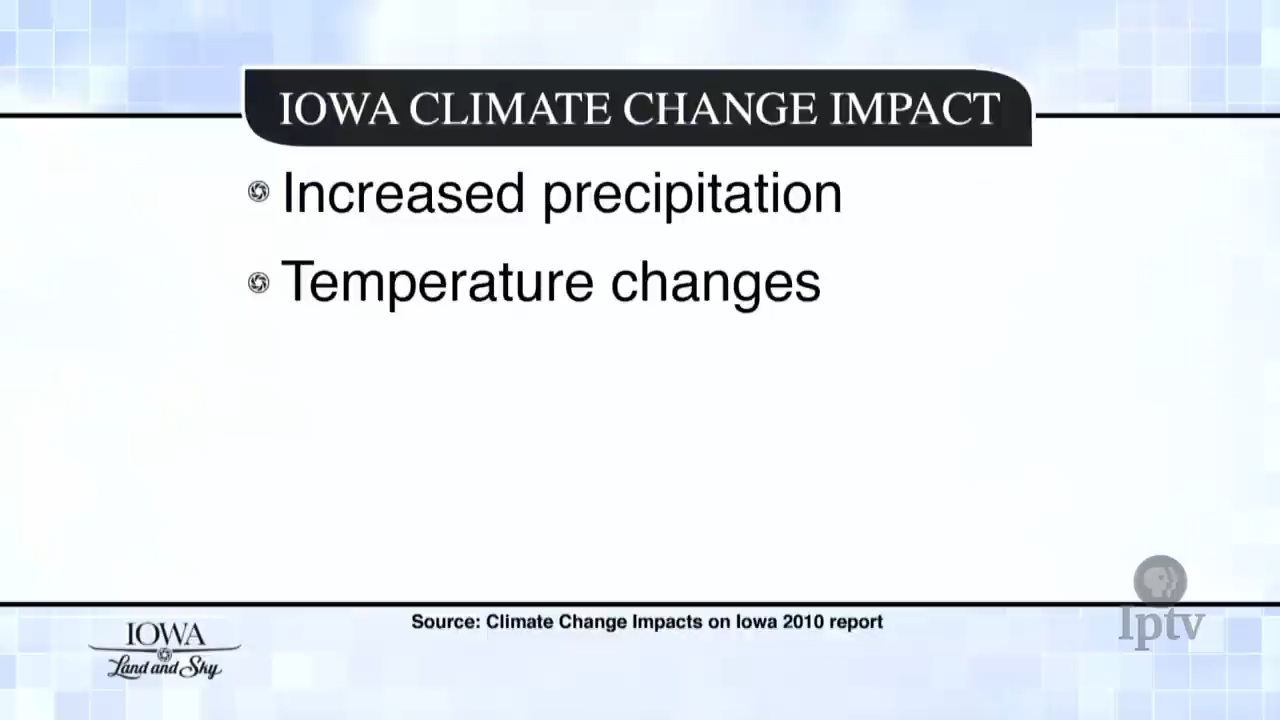 IOWA CLIMATE CHANGE IMPACT
Increased precipitation
Temperature changes
Source: Climate Change Impacts on Iowa 2010 report
IOWA
Land and Sky
Iptv